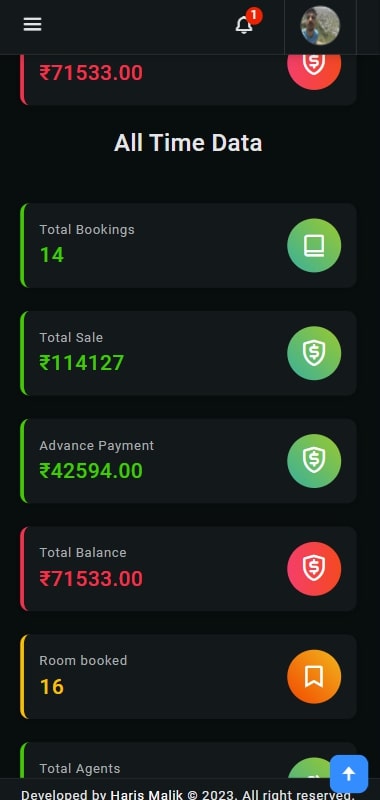 1
₹71533.00
All Time Data
Total Bookings
14
Total Sale
₹114127
Advance Payment
₹42594.00
Total Balance
₹71533.00
Room booked
16
Total Agents
Developed by Haris Malik © 2023. All right reserved.